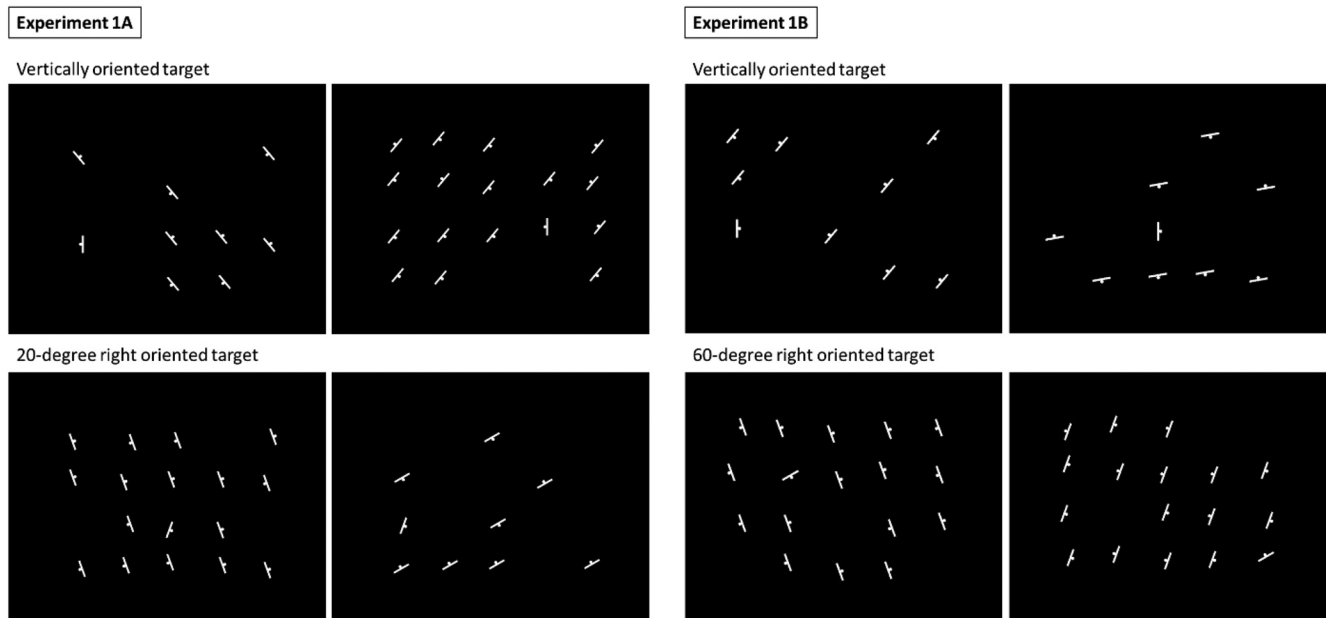 Experiment 1A
Vertically oriented target
20-degree right oriented target
Experiment 1B
Vertically oriented target
60-degree right oriented target